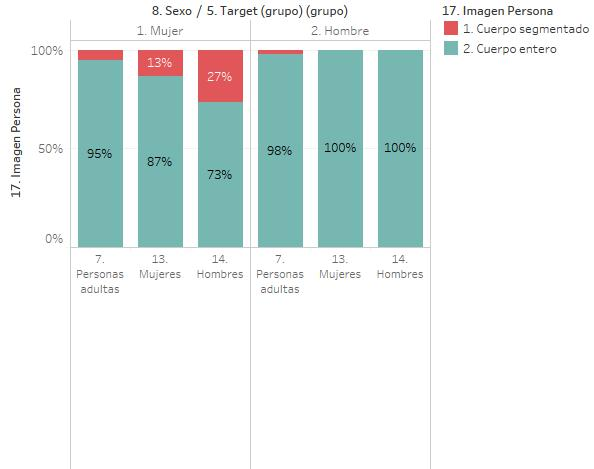 8. Sexo / 5. Target (grupo) (grupo)
1. Mujer 2. Hombre
17. Imagen Persona
1. Cuerpo segmentado
2. Cuerpo entero
17. Imagen Persona
100%
50%
0%
13% 27%
95% 87% 73% 98% 100% 100%
7. 13. 14. 7. 13. 14.
Personas Mujeres Hombres Personas Mujeres Hombres
adultas adultas